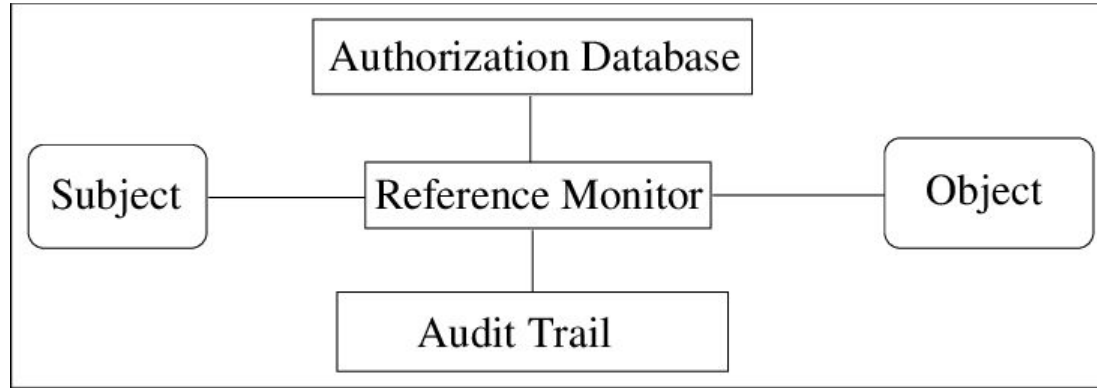 Authorization Database
Subject
Reference Monitor
Object
Audit Trail